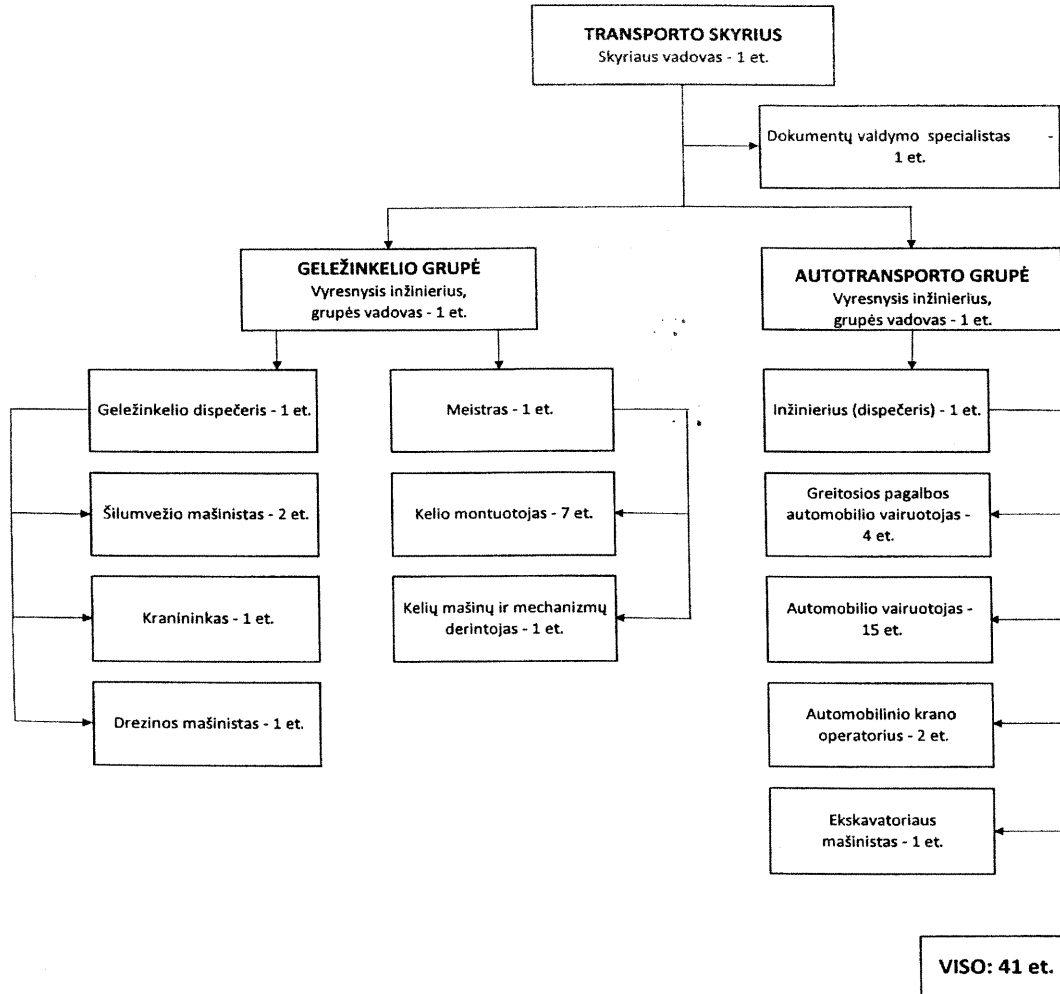 TRANSPORTO SKYRIUS
Skyriaus vadovas - 1 et.
Dokumentų valdymo specialistas -
1 et.
GELEŽINKELIO GRUPĖ
Vyresnysis inžinierius,
grupės vadovas - 1 et.
AUTOTRANSPORTO GRUPĖ
Vyresnysis inžinierius,
grupės vadovas - 1 et.
Geležinkelio dispečeris - 1 et.
Meistras - 1 et.
Inžinierius (dispečeris) - 1 et.
Šilumvežio mašinistas - 2 et.
Kelio montuotojas - 7 et.
Greitosios pagalbos
automobilio vairuotojas -
4 et.
Kranininkas - 1 et.
Kelių mašinų ir mechanizmų
derintojas - 1 et.
Automobilio vairuotojas -
15 et.
Drezinos mašinistas - 1 et.
Automobilinio krano
operatorius - 2 et.
Ekskavatoriaus
mašinistas - 1 et.
VISO: 41 et.